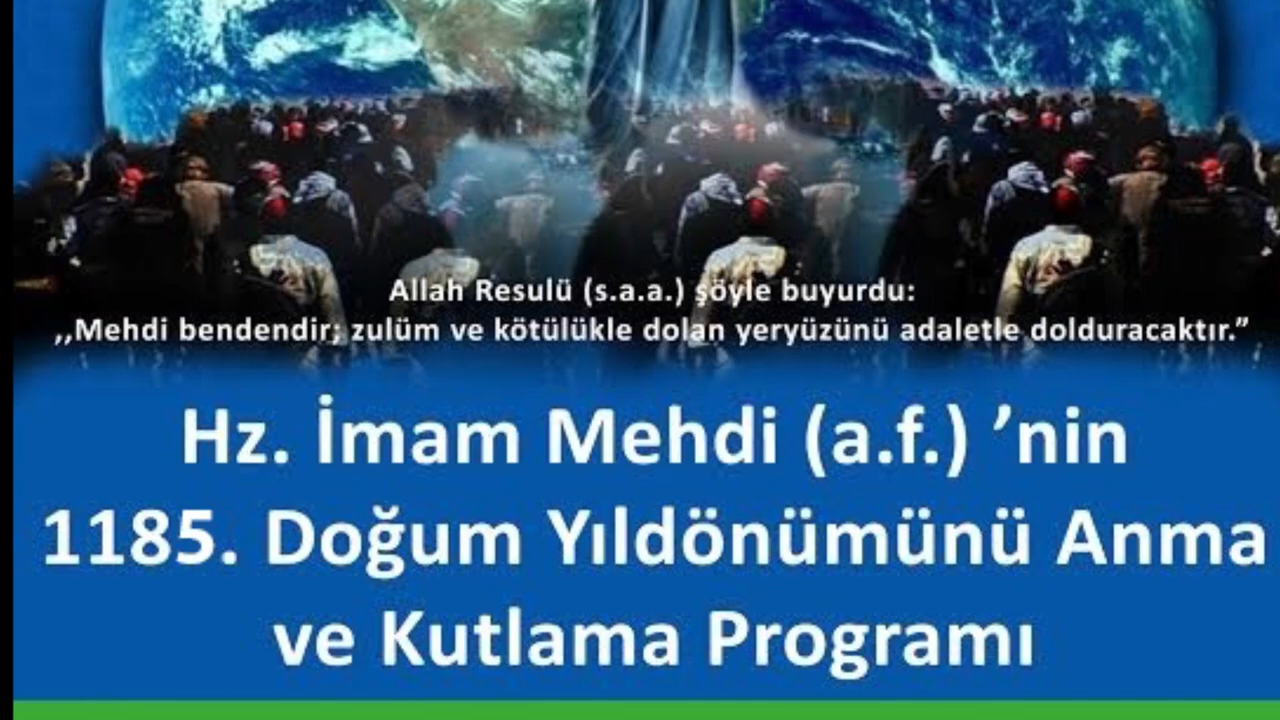 Allah Resulü (s.a.a.) şöyle buyurdu:
,,Mehdi bendendir; zulüm ve kötülükle dolan yeryüzünü adaletle dolduracaktır.”
Hz. İmam Mehdi (a.f.) ’nin
1185. Doğum Yıldönümünü Anma
ve Kutlama Programı